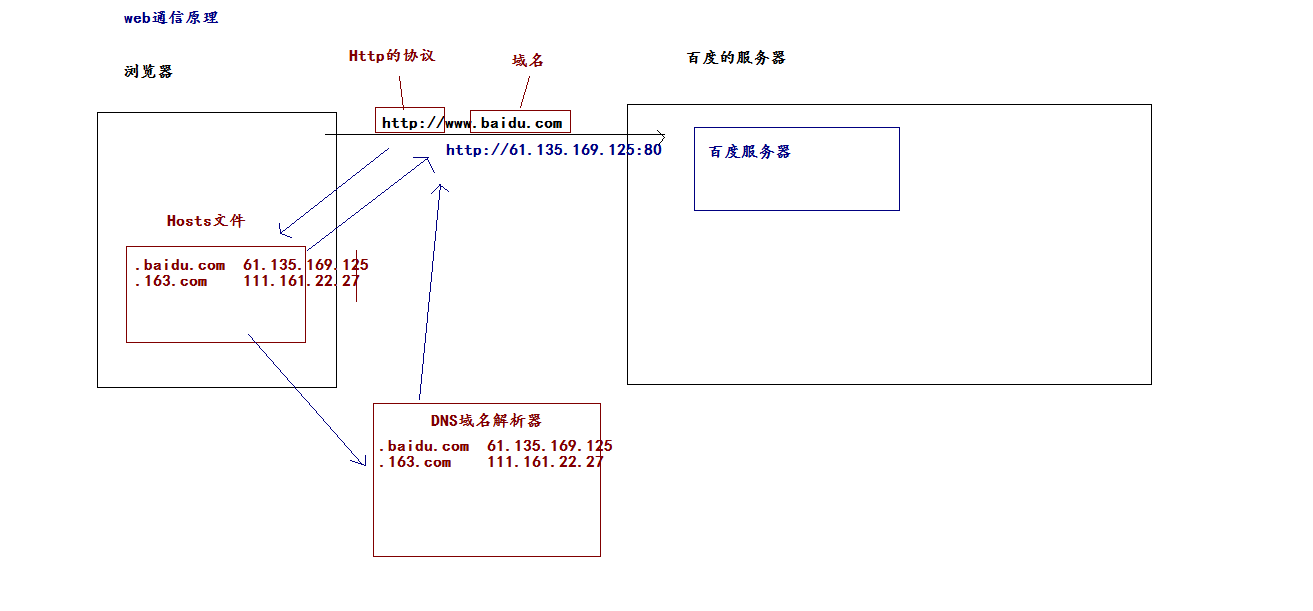 web通信原理
Http的协议
域名
百度的服务器
浏览器
http://www.baidu.com
http://61.135.169.125:80
百度服务器
Hosts文件
.baidu.com 61.135.169.125
.163.com 111.161.22.27
DNS域名解析器
.baidu.com 61.135.169.125
.163.com 111.161.22.27